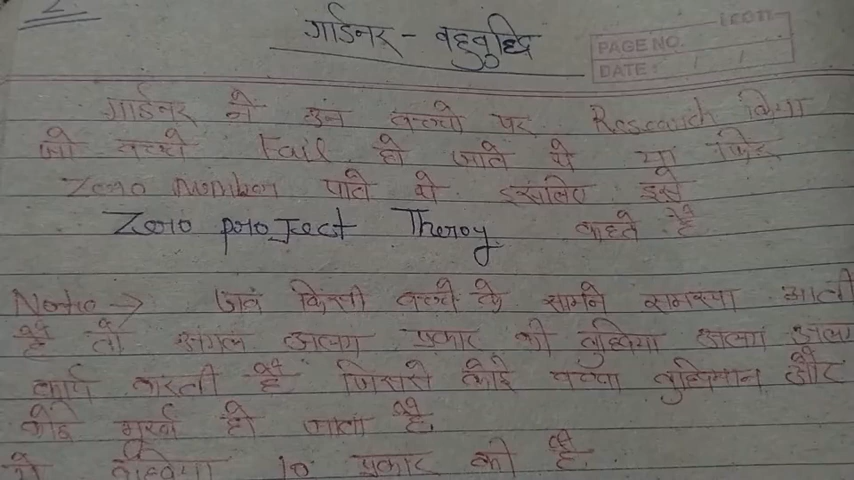 2.
गार्डनर - बहुबुद्धि
PAGE NO.
DATE: / /
गार्डनर ने उन बच्चो पर Research किया
जो बच्चे Fail हो जाते थे या फिर
Zero Number पाते थे इसलिए इसे
Zero project Theroy. कहते है
Note → जब किसी बच्चे के सामने समस्या आती
है तो अलग अलग प्रकार की बुध्दिया अलग अलग
कार्य करती है जिससे कोई बच्चा बुध्दिमान और
कोई मूर्ख हो जाता है.
ये बुध्दिया 10 प्रकार की है.